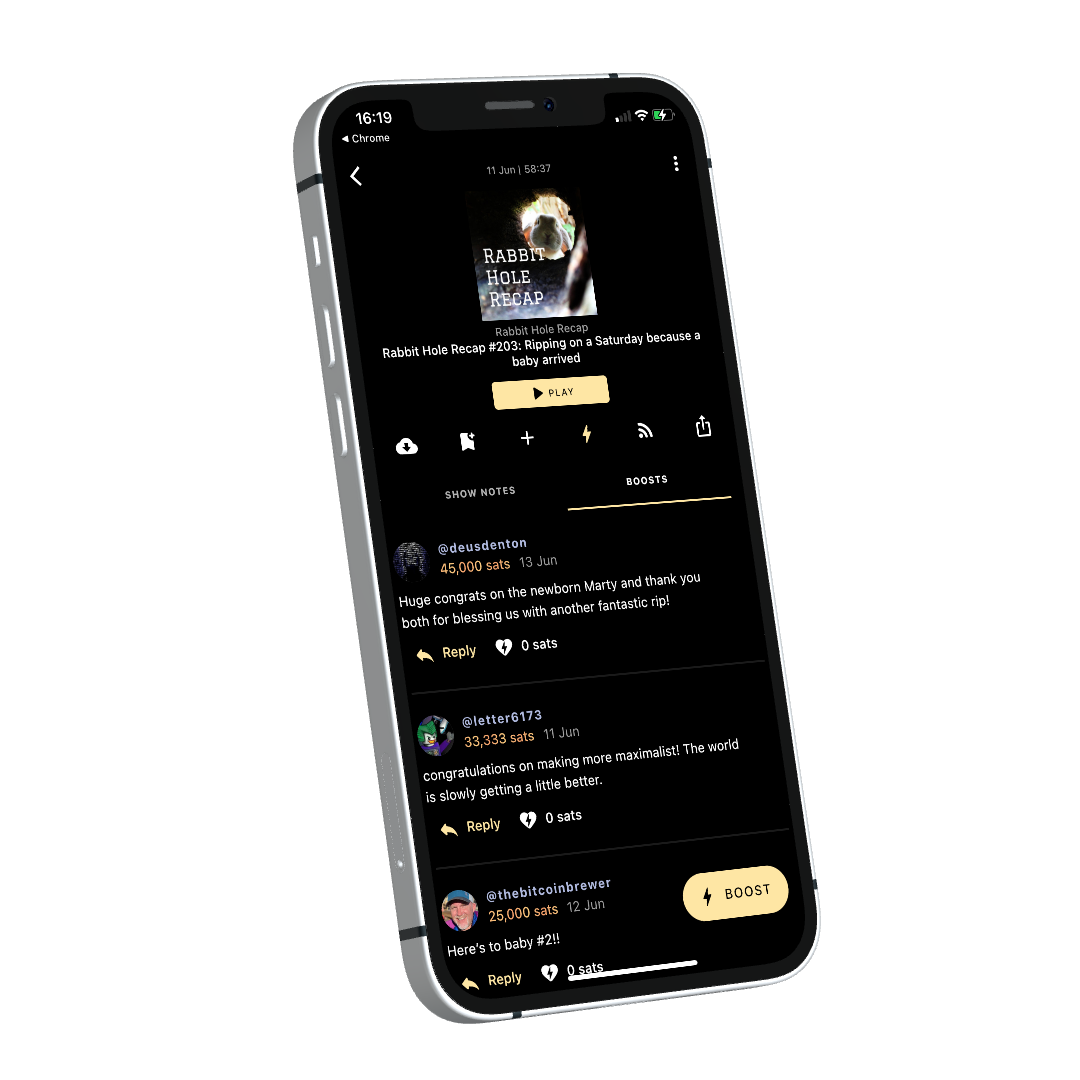 16:19
Chrome
11 Jun | 58:37
RABBIT
HOLE
RECAP
Rabbit Hole Recap
Rabbit Hole Recap #203: Ripping on a Saturday because a
baby arrived
PLAY
SHOW NOTES
BOOSTS
@deusdenton
45,000 sats 13 Jun
Huge congrats on the newborn Marty and thank you
both for blessing us with another fantastic rip!
Reply 0 sats
@letter6173
33,333 sats 11 Jun
congratulations on making more maximalist! The world
is slowly getting a little better.
Reply 0 sats
@thebitcoinbrewer
25,000 sats 12 Jun
BOOST
Here's to baby #2!!
Reply 0 sats